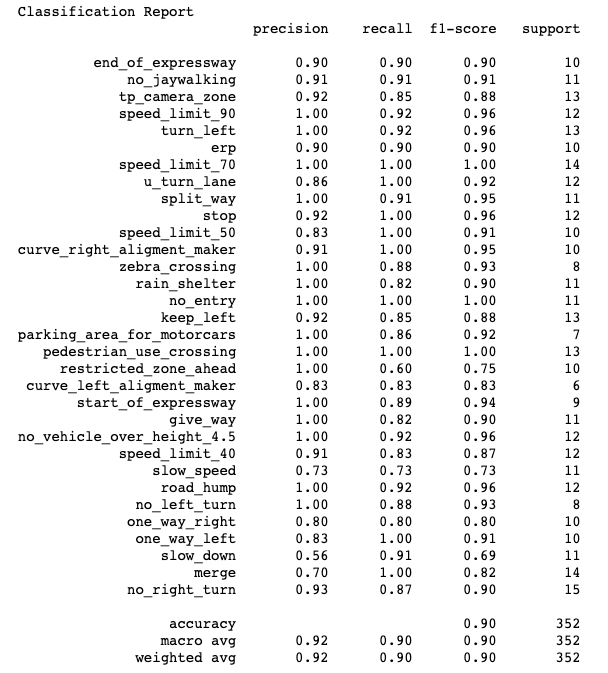 Classification Report
precision recall f1-score support
end_of_expressway 0.90 0.90 0.90 10
no_jaywalking 0.91 0.91 0.91 11
tp_camera_zone 0.92 0.85 0.88 13
speed_limit_90 1.00 0.92 0.96 12
turn_left 1.00 0.92 0.96 13
erp 0.90 0.90 0.90 10
speed_limit_70 1.00 1.00 1.00 14
u_turn_lane 0.86 1.00 0.92 12
split_way 1.00 0.91 0.95 11
stop 0.92 1.00 0.96 12
speed_limit_50 0.83 1.00 0.91 10
curve_right_aligment_maker 0.91 1.00 0.95 10
zebra_crossing 1.00 0.88 0.93 8
rain_shelter 1.00 0.82 0.90 11
no_entry 1.00 1.00 1.00 11
keep_left 0.92 0.85 0.88 13
parking_area_for_motorcars 1.00 0.86 0.92 7
pedestrian_use_crossing 1.00 1.00 1.00 13
restricted_zone_ahead 1.00 0.60 0.75 10
curve_left_aligment_maker 0.83 0.83 0.83 6
start_of_expressway 1.00 0.89 0.94 9
give_way 1.00 0.82 0.90 11
no_vehicle_over_height_4.5 1.00 0.92 0.96 12
speed_limit_40 0.91 0.83 0.87 12
slow_speed 0.73 0.73 0.73 11
road_hump 1.00 0.92 0.96 12
no_left_turn 1.00 0.88 0.93 8
one_way_right 0.80 0.80 0.80 10
one_way_left 0.83 1.00 0.91 10
slow_down 0.56 0.91 0.69 11
merge 0.70 1.00 0.82 14
no_right_turn 0.93 0.87 0.90 15
accuracy 0.90 352
macro avg 0.92 0.90 0.90 352
weighted avg 0.92 0.90 0.90 352